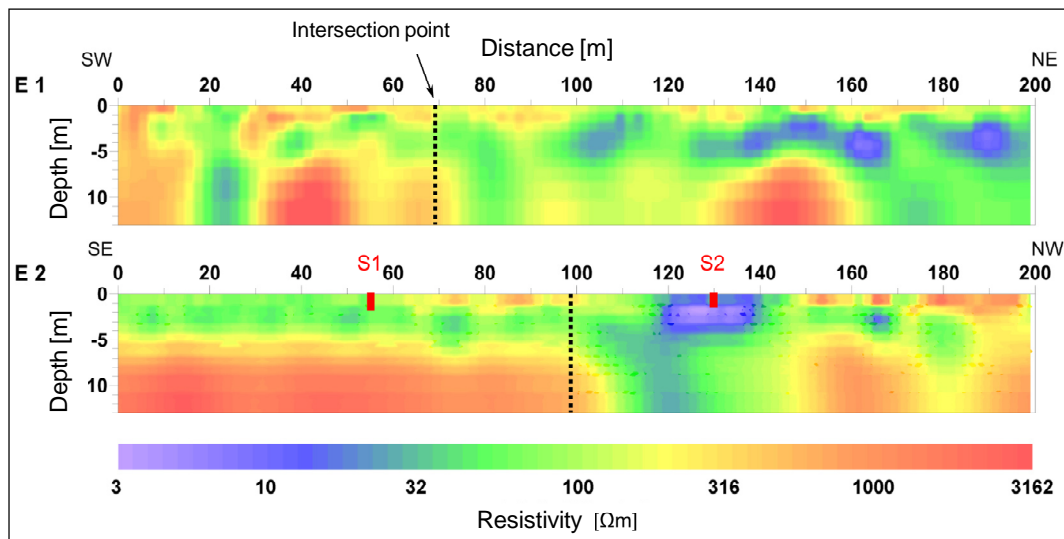 Intersection point
Distance [m]
SW NE
E 1 0 20 40 60 80 100 120 140 160 180 200
Depth [m]
0
-5
10
SE S1 S2 NW
E 2 0 20 40 60 80 100 120 140 160 180 200
Depth [m]
0
-5
10
3 10 32 100 316 1000 3162
Resistivity [Ωm]